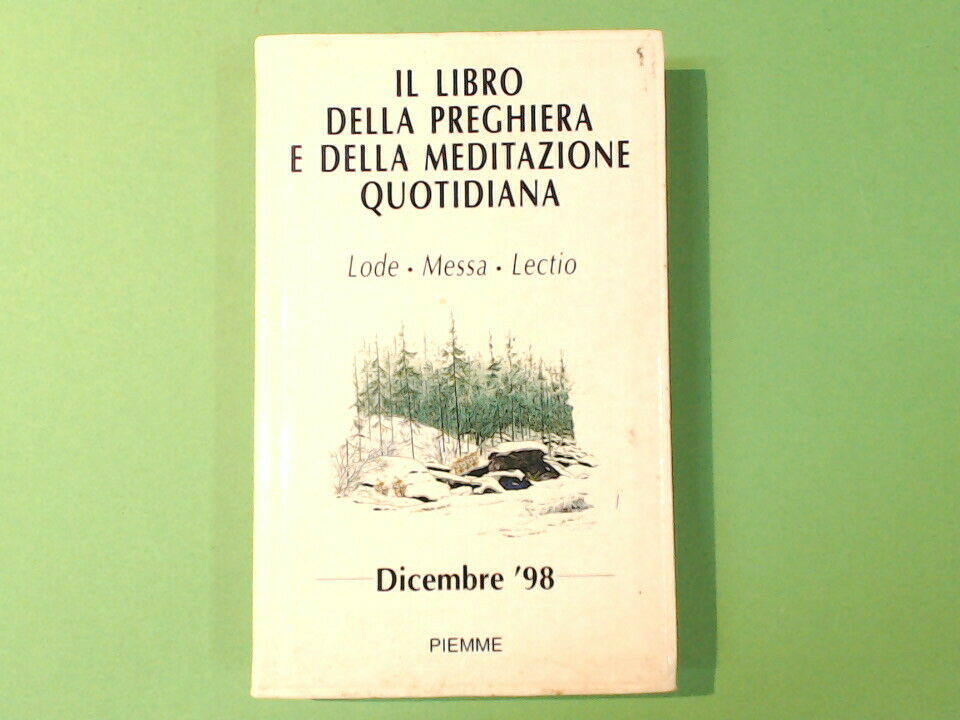 IL LIBRO
DELLA PREGHIERA
E DELLA MEDITAZIONE
QUOTIDIANA
Lode • Messa • Lectio
Dicembre '98
PIEMME